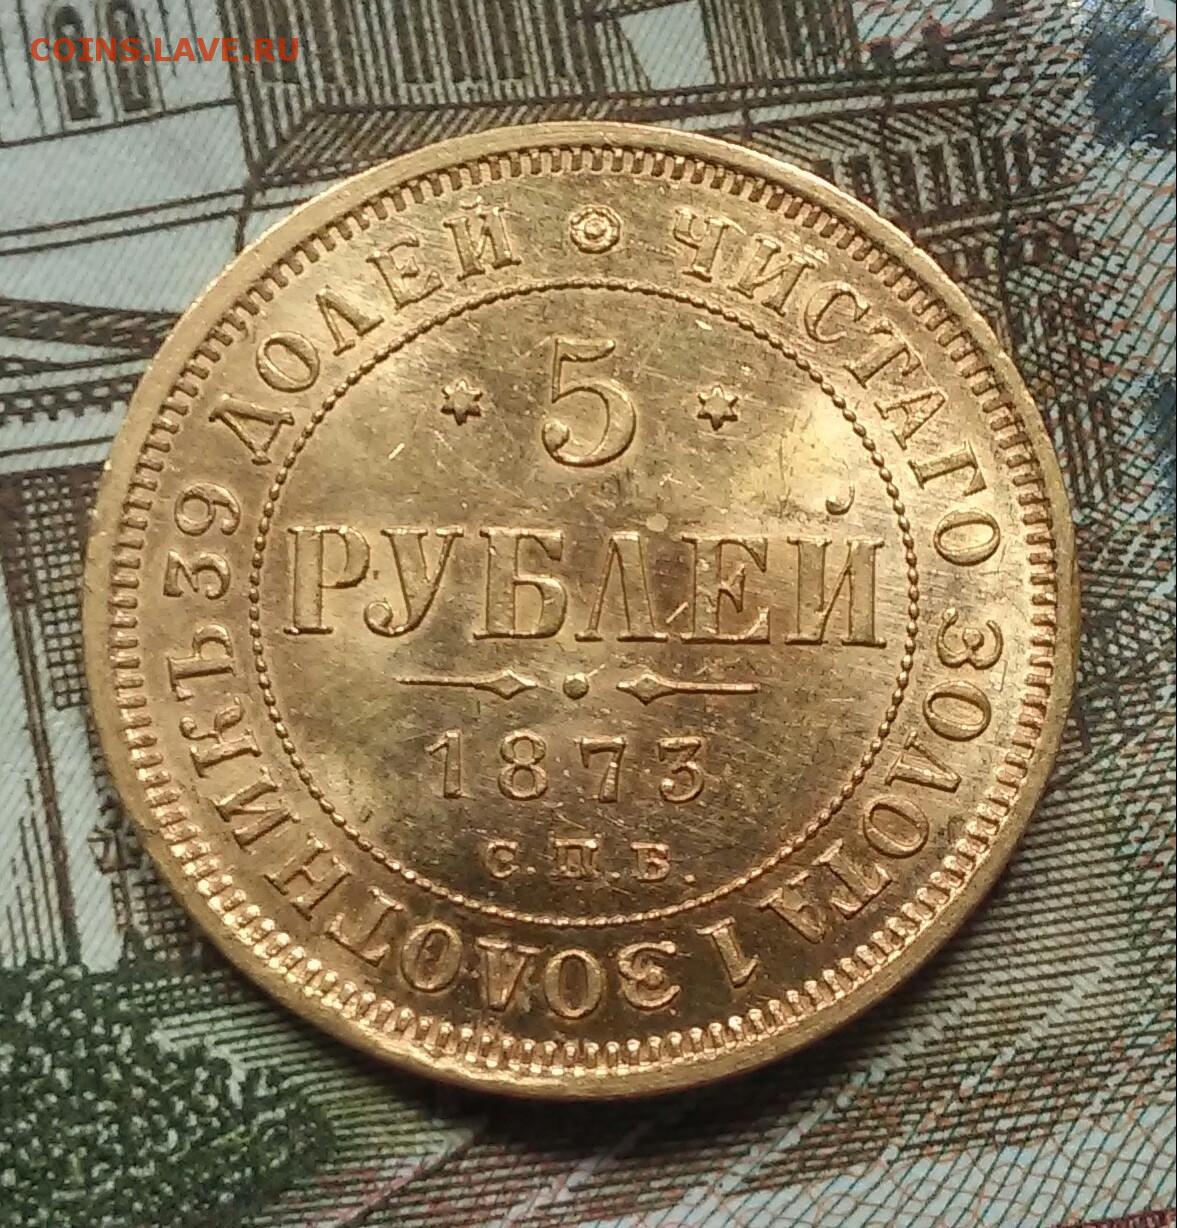 COINS.LAVE.RU
ЧИСТАГО ЗОЛОТА 1 ЗОЛОТНИКЪ 39 ДОЛЕЙ
5
РУБЛЕЙ
1873
С.П.Б.